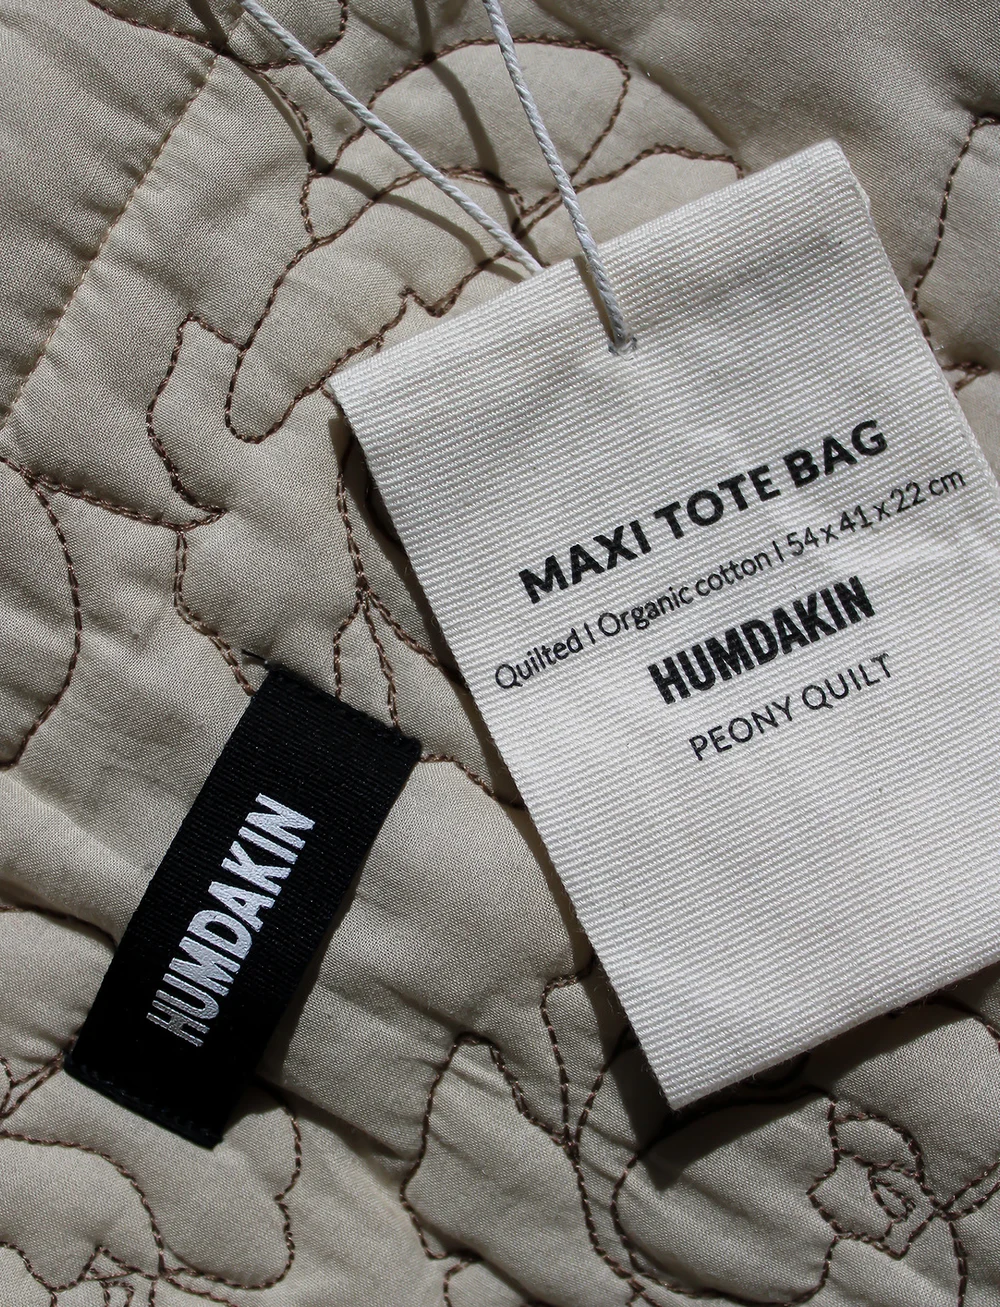 MAXI TOTE BAG
Quilted I Organic cotton I 54 x 41 x 22 cm
HUMDAKIN
PEONY QUILT
HUMDAKIN